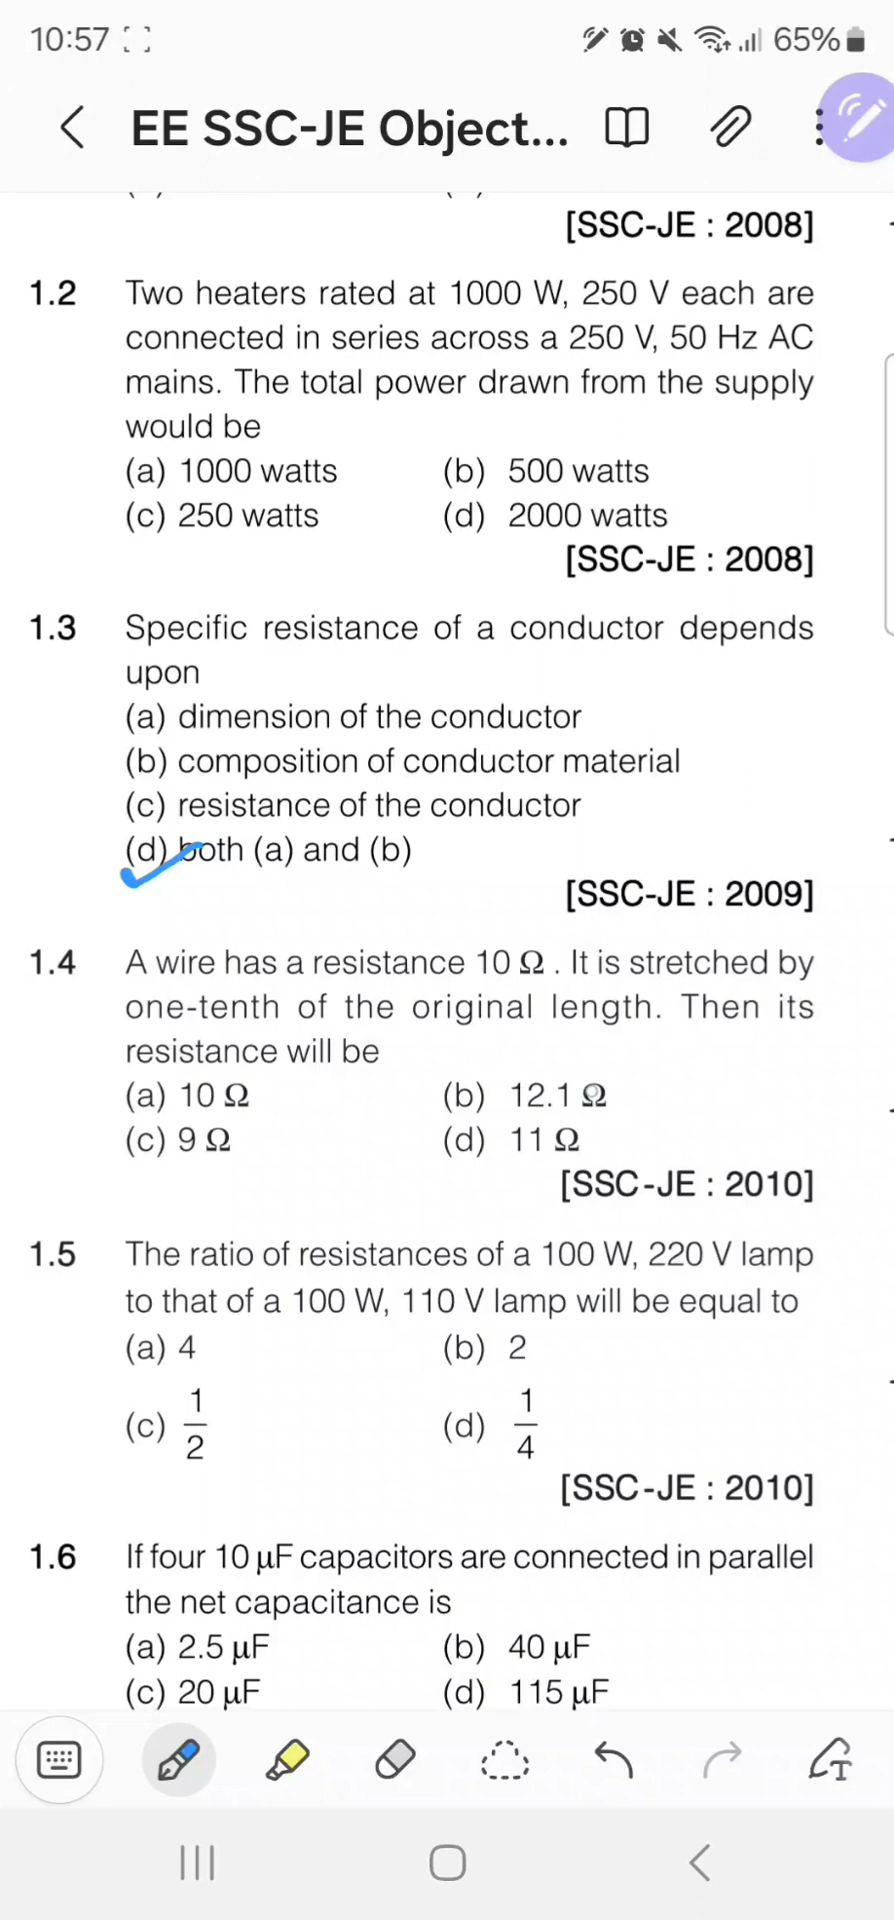 10:57
65%
EE SSC-JE Object...
[SSC-JE : 2008]
1.2 Two heaters rated at 1000 W, 250 V each are
connected in series across a 250 V, 50 Hz AC
mains. The total power drawn from the supply
would be
(a) 1000 watts (b) 500 watts
(c) 250 watts (d) 2000 watts
[SSC-JE : 2008]
1.3 Specific resistance of a conductor depends
upon
(a) dimension of the conductor
(b) composition of conductor material
(c) resistance of the conductor
(d) both (a) and (b)
[SSC-JE : 2009]
1.4 A wire has a resistance 10 Ω . It is stretched by
one-tenth of the original length. Then its
resistance will be
(a) 10 Ω (b) 12.1 Ω
(c) 9 Ω (d) 11 Ω
[SSC-JE : 2010]
1.5 The ratio of resistances of a 100 W, 220 V lamp
to that of a 100 W, 110 V lamp will be equal to
(a) 4 (b) 2
(c) 1/2 (d) 1/4
[SSC-JE : 2010]
1.6 If four 10 μF capacitors are connected in parallel
the net capacitance is
(a) 2.5 μF (b) 40 μF
(c) 20 μF (d) 115 μF
T